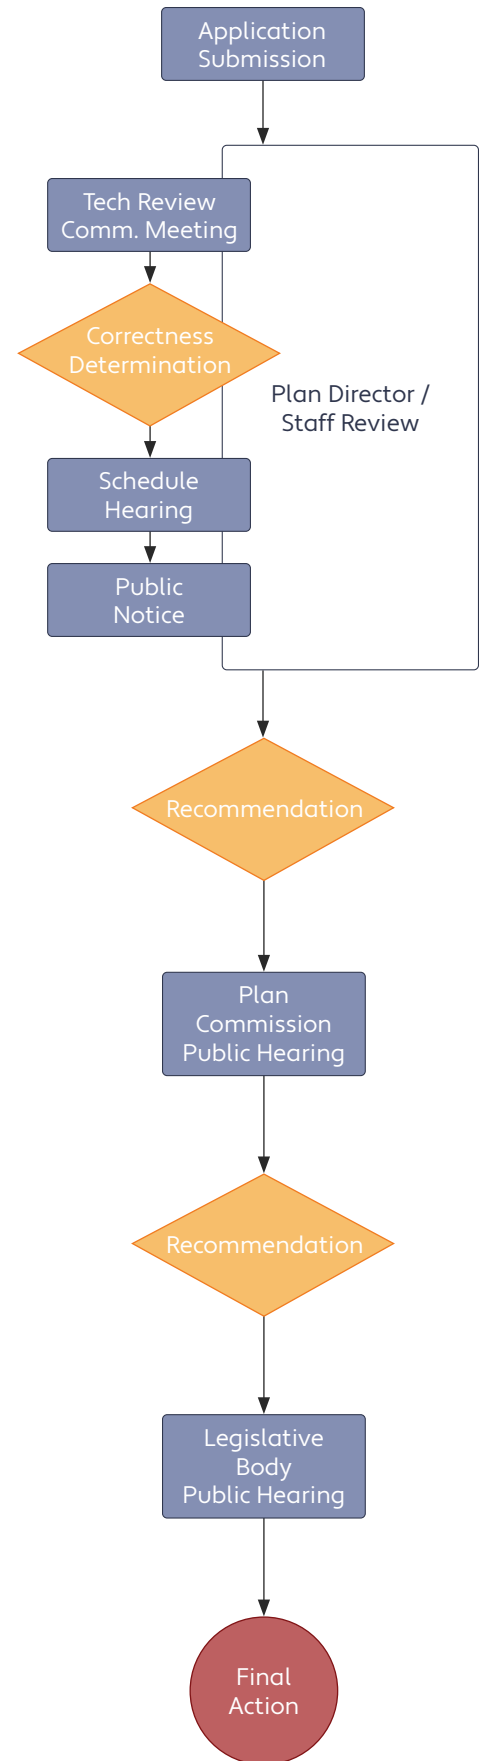 Application
Submission
Tech Review
Comm. Meeting
Correctness
Determination
Plan Director /
Staff Review
Schedule
Hearing
Public
Notice
Recommendation
Plan
Commission
Public Hearing
Recommendation
Legislative
Body
Public Hearing
Final
Action